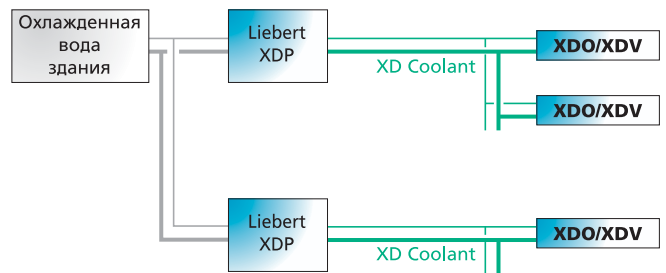 Охлажденная
вода
здания
Liebert
XDP
XD Coolant
XDO/XDV
XDO/XDV
Liebert
XDP
XD Coolant
XDO/XDV